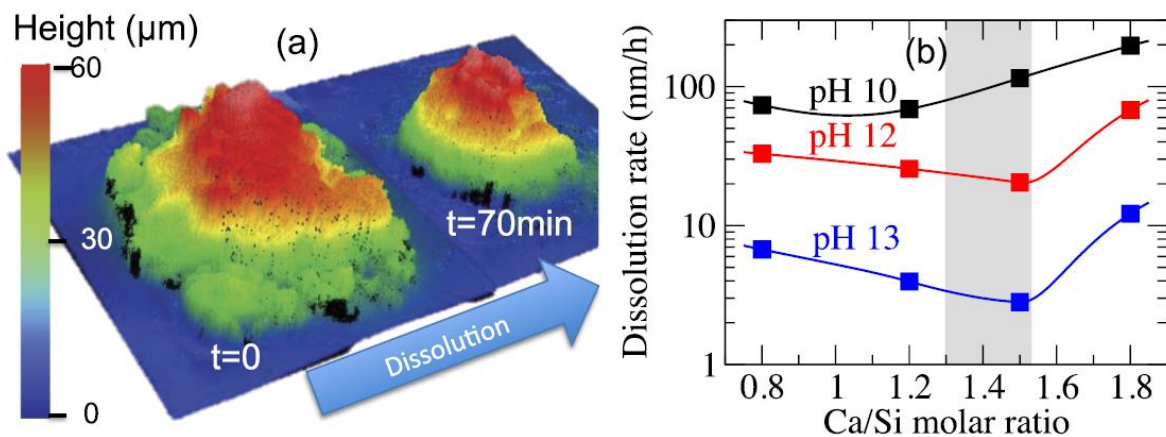 Height (µm)
60
30
0
(a)
t=0
t=70min
Dissolution
(b)
Dissolution rate (nm/h)
100
10
1
pH 10
pH 12
pH 13
0.8 1 1.2 1.4 1.6 1.8
Ca/Si molar ratio